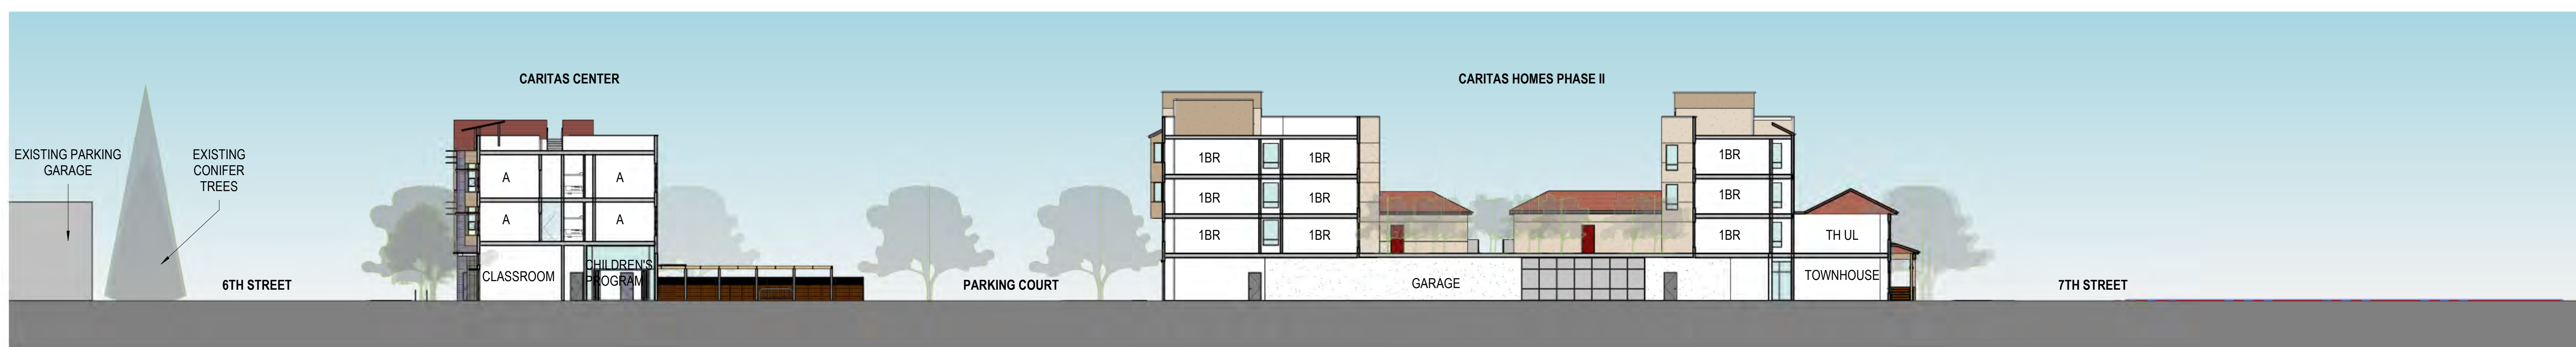 CARITAS CENTER
CARITAS HOMES PHASE II
EXISTING PARKING
GARAGE
EXISTING
CONIFER
TREES
A
A
A
A
CLASSROOM
CHILDREN'S
PROGRAM
6TH STREET
PARKING COURT
1BR
1BR
1BR
1BR
1BR
1BR
GARAGE
1BR
1BR
1BR
TH UL
TOWNHOUSE
7TH STREET